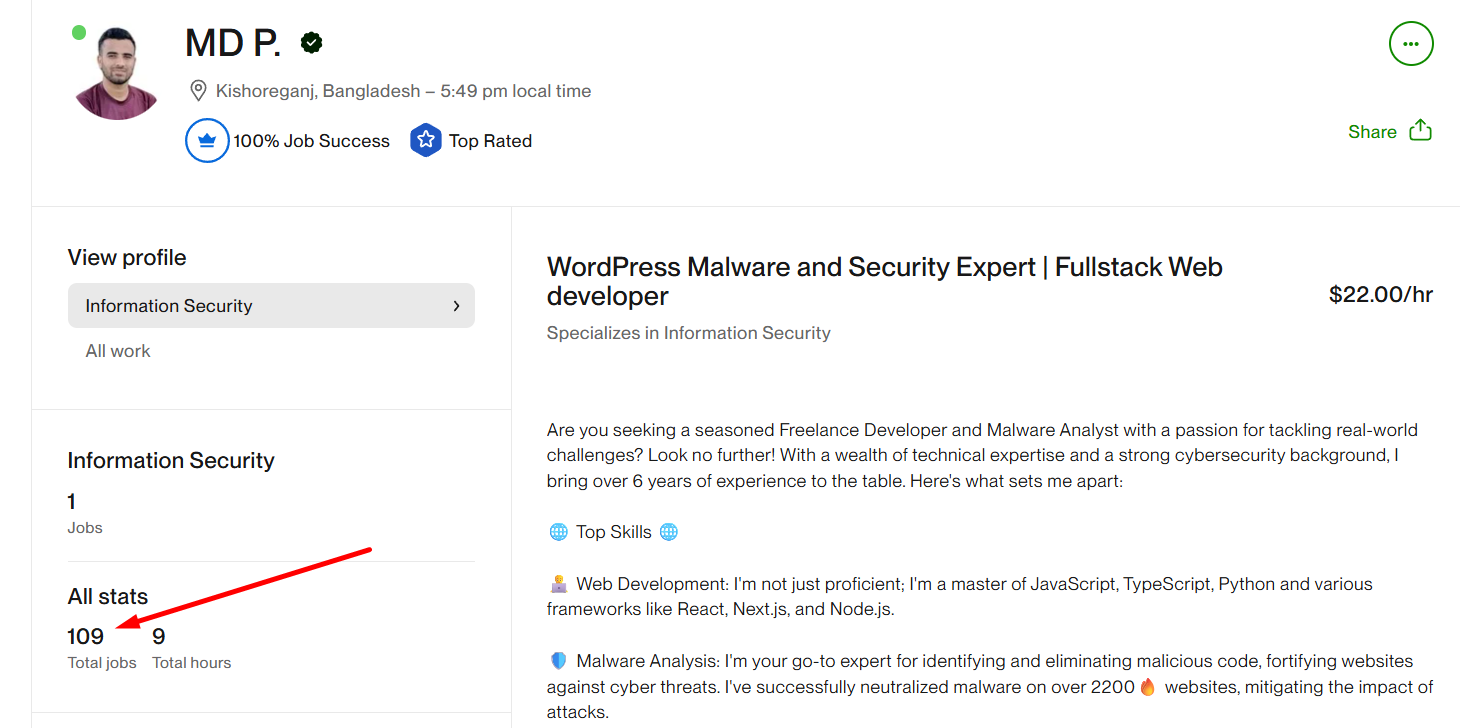 MD P.
Kishoreganj, Bangladesh – 5:49 pm local time
100% Job Success Top Rated
Share
View profile
Information Security
All work
Information Security
1
Jobs
All stats
109 9
Total jobs Total hours
WordPress Malware and Security Expert | Fullstack Web
developer
$22.00/hr
Specializes in Information Security
Are you seeking a seasoned Freelance Developer and Malware Analyst with a passion for tackling real-world
challenges? Look no further! With a wealth of technical expertise and a strong cybersecurity background, I
bring over 6 years of experience to the table. Here's what sets me apart:
🌐 Top Skills 🌐
🧑‍💻 Web Development: I'm not just proficient; I'm a master of JavaScript, TypeScript, Python and various
frameworks like React, Next.js, and Node.js.
🛡️ Malware Analysis: I'm your go-to expert for identifying and eliminating malicious code, fortifying websites
against cyber threats. I've successfully neutralized malware on over 2200🔥 websites, mitigating the impact of
attacks.